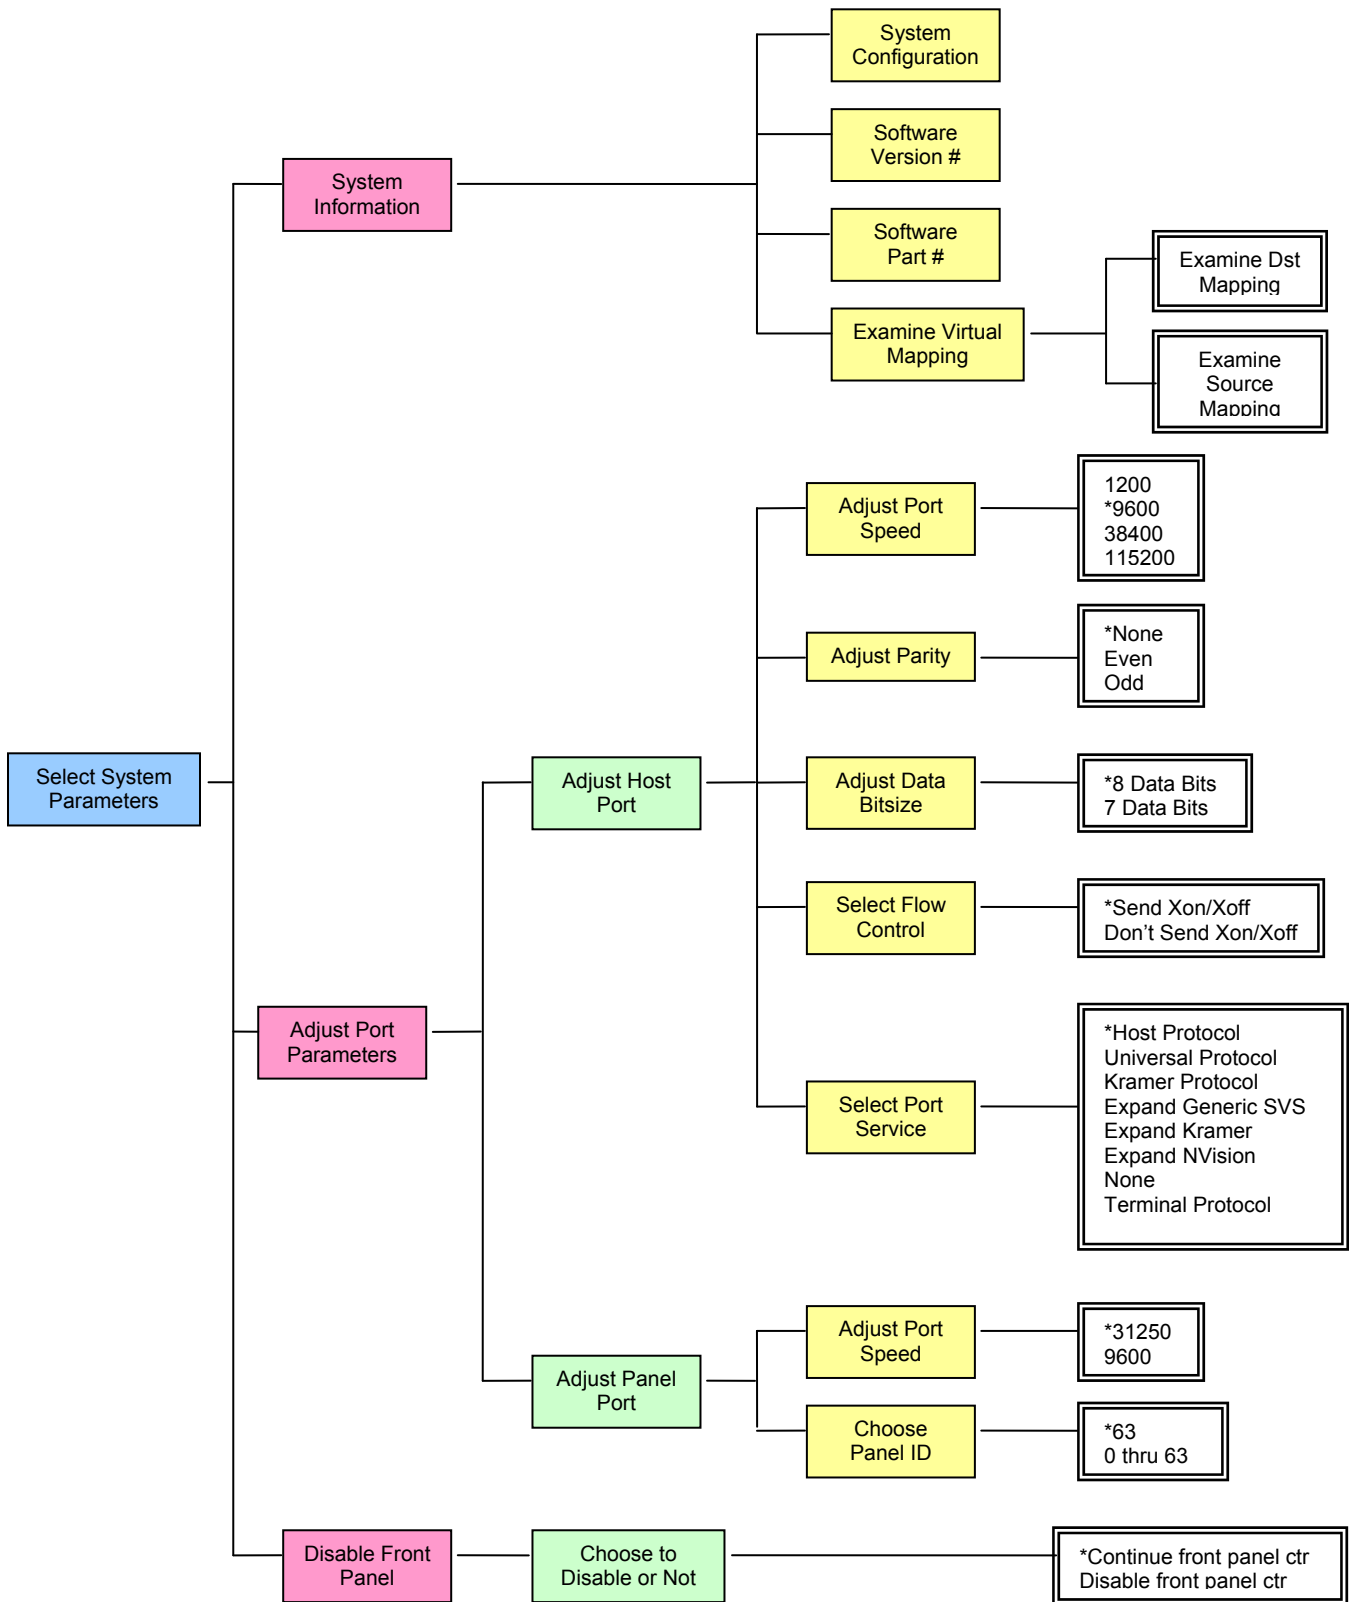 System
Configuration
Software
Version #
System
Information
Software
Part #
Examine Virtual
Mapping
Examine Dst
Mapping
Examine
Source
Mapping
Adjust Port
Speed
1200
*9600
38400
115200
Adjust Parity
*None
Even
Odd
Select System
Parameters
Adjust Host
Port
Adjust Data
Bitsize
*8 Data Bits
7 Data Bits
Select Flow
Control
*Send Xon/Xoff
Don't Send Xon/Xoff
Adjust Port
Parameters
Select Port
Service
*Host Protocol
Universal Protocol
Kramer Protocol
Expand Generic SVS
Expand Kramer
Expand NVision
None
Terminal Protocol
Adjust Panel
Port
Adjust Port
Speed
*31250
9600
Choose
Panel ID
*63
0 thru 63
Disable Front
Panel
Choose to
Disable or Not
*Continue front panel ctr
Disable front panel ctr